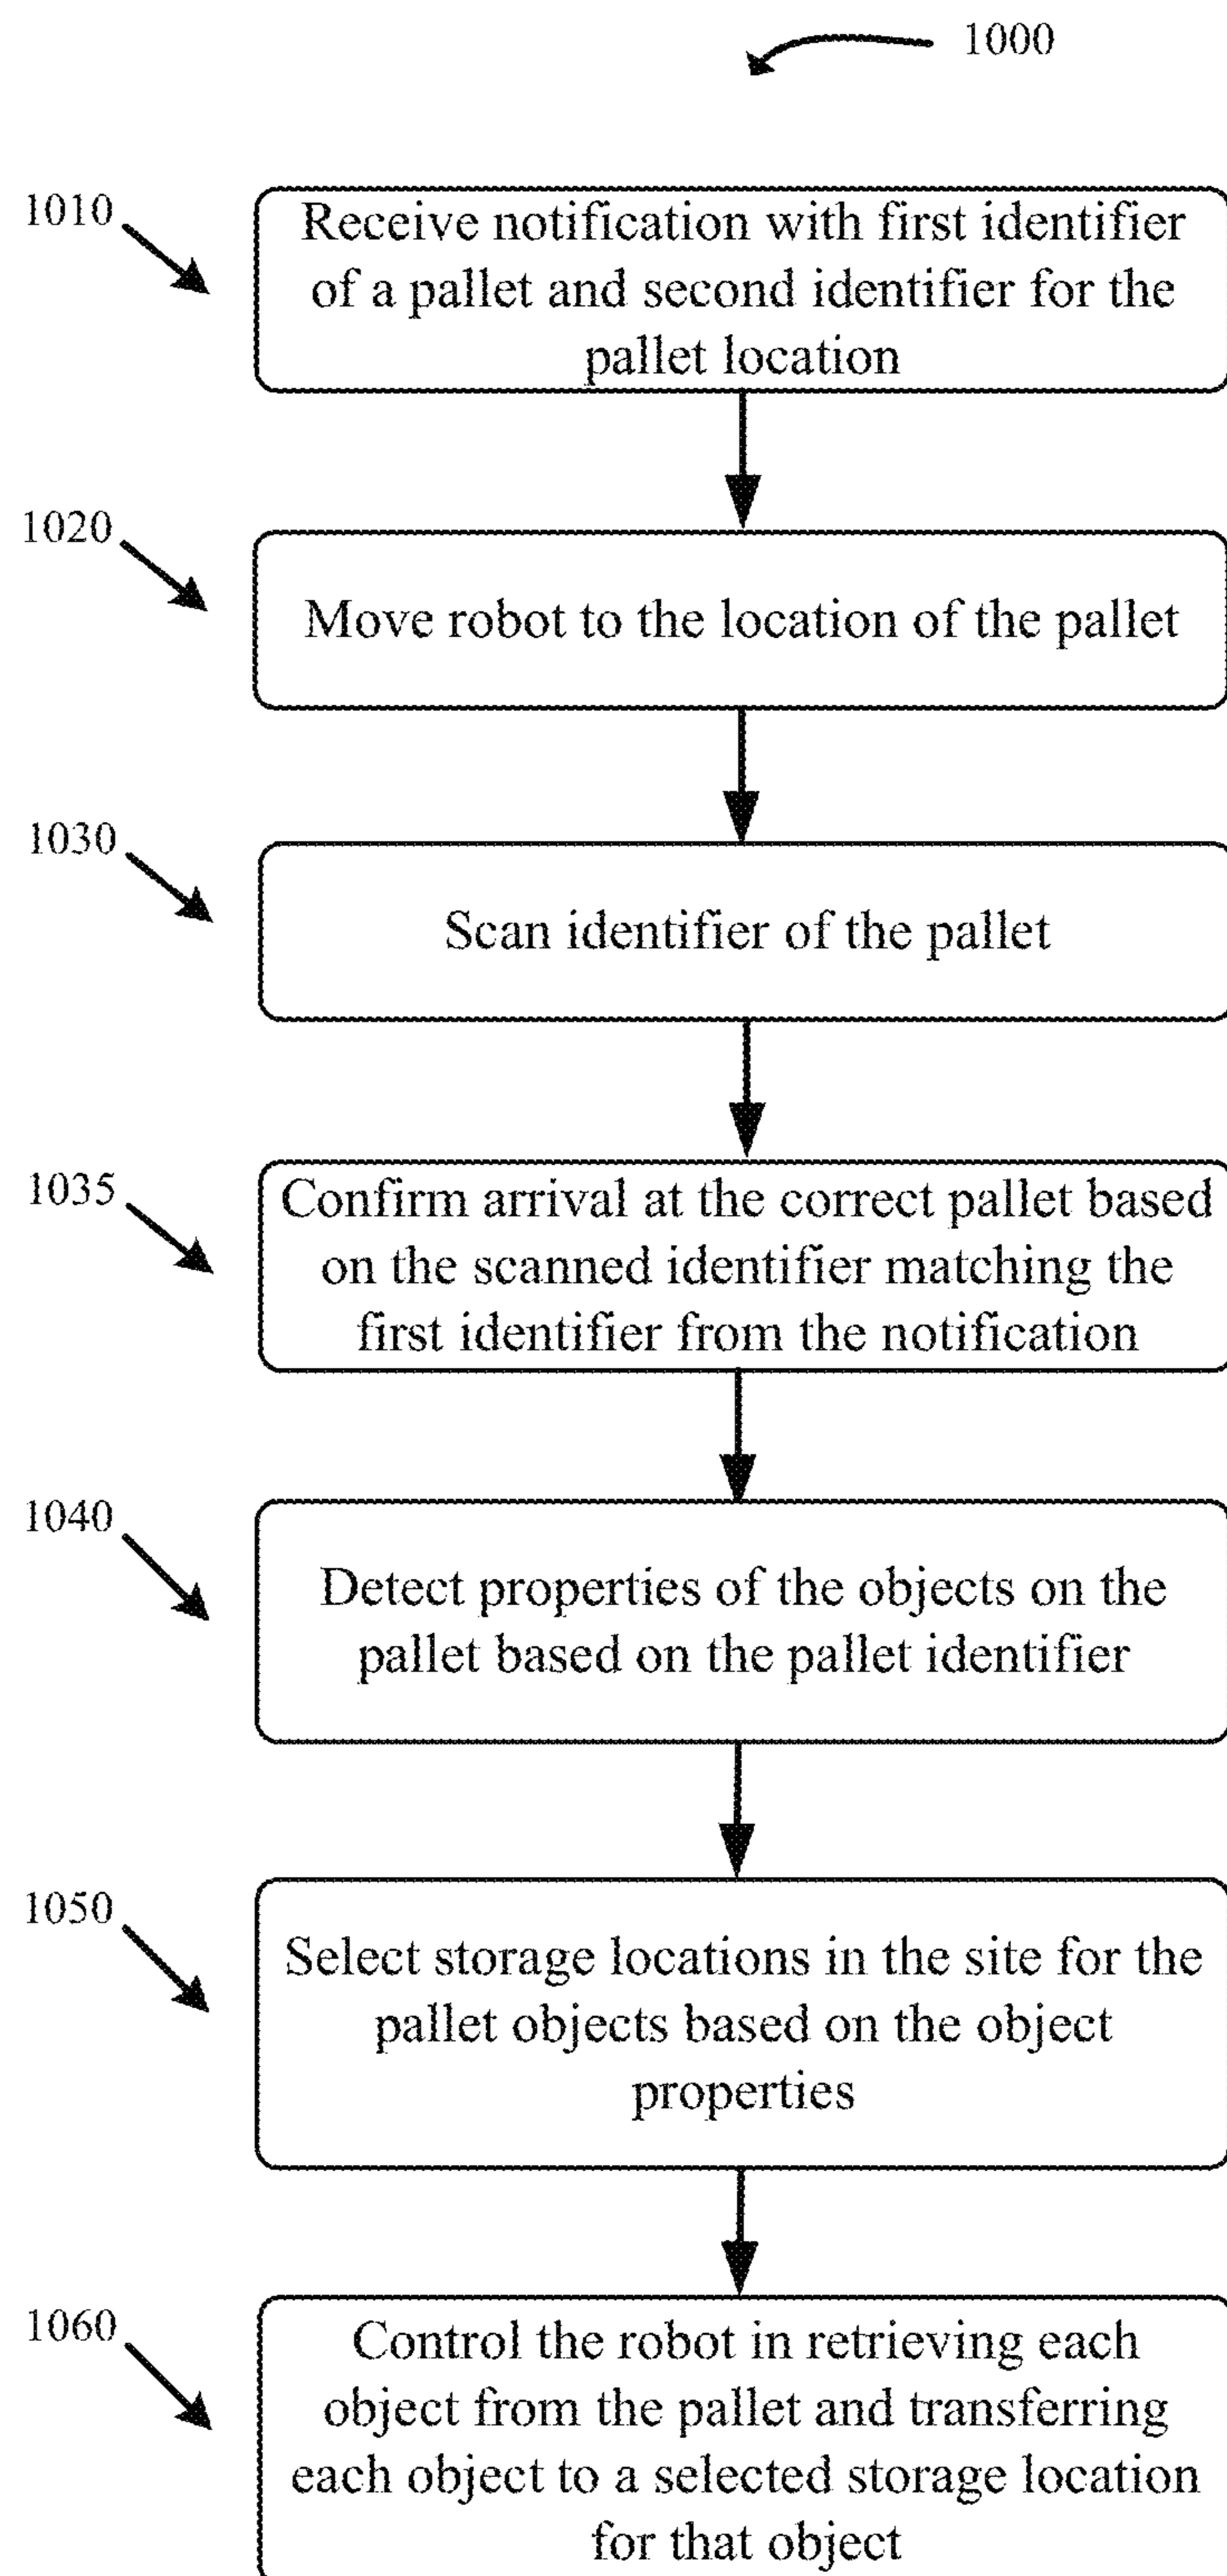 1000
1010
Receive notification with first identifier
of a pallet and second identifier for the
pallet location
1020
Move robot to the location of the pallet
1030
Scan identifier of the pallet
1035
Confirm arrival at the correct pallet based
on the scanned identifier matching the
first identifier from the notification
1040
Detect properties of the objects on the
pallet based on the pallet identifier
1050
Select storage locations in the site for the
pallet objects based on the object
properties
1060
Control the robot in retrieving each
object from the pallet and transferring
each object to a selected storage location
for that object